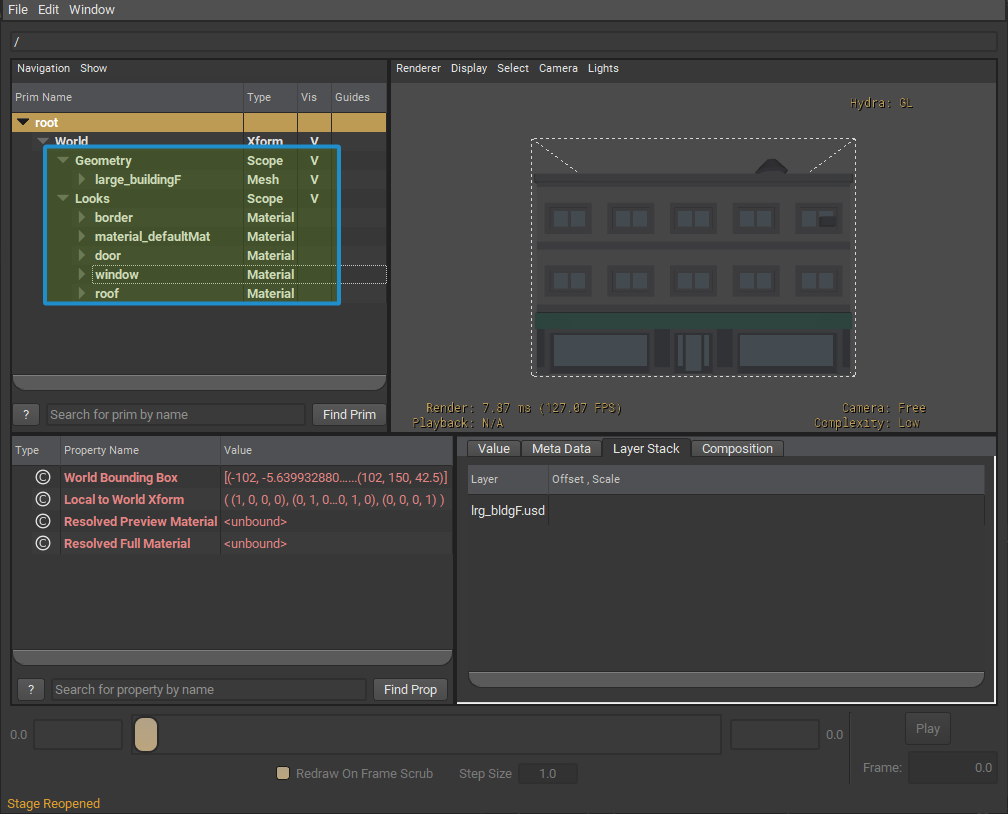 File Edit Window
/
Navigation Show
Renderer Display Select Camera Lights
Prim Name Type Vis Guides
Hydra: GL
root
World Xform V
Geometry Scope V
large_buildingF Mesh V
Looks Scope V
border Material
material_defaultMat Material
door Material
window Material
roof Material
Render: 7.87 ms (127.07 FPS)
Playback: N/A
Camera: Free
Complexity: Low
? Search for prim by name Find Prim
Type Property Name Value
C World Bounding Box [(-102, -5.639932880......(102, 150, 42.5)]
C Local to World Xform ( (1, 0, 0, 0), (0, 1, 0...0, 1, 0), (0, 0, 0, 1) )
C Resolved Preview Material <unbound>
C Resolved Full Material <unbound>
Value Meta Data Layer Stack Composition
Layer Offset , Scale
lrg_bldgF.usd
? Search for property by name Find Prop
0.0 0.0 Play
Redraw On Frame Scrub Step Size 1.0
Frame: 0.0
Stage Reopened